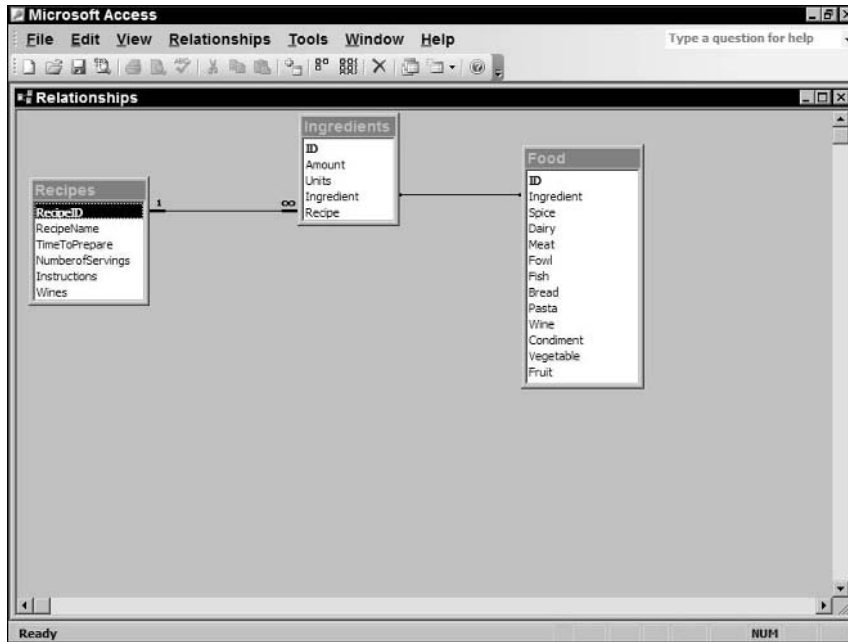 Microsoft Access
File Edit View Relationships Tools Window Help Type a question for help
Relationships
Ingredients
ID
Amount
Units
Ingredient
Recipe
Food
ID
Ingredient
Spice
Dairy
Meat
Fowl
Fish
Bread
Pasta
Wine
Condiment
Vegetable
Fruit
Recipes
RecipeID
RecipeName
TimeToPrepare
NumberofServings
Instructions
Wines
1 ∞
Ready NUM